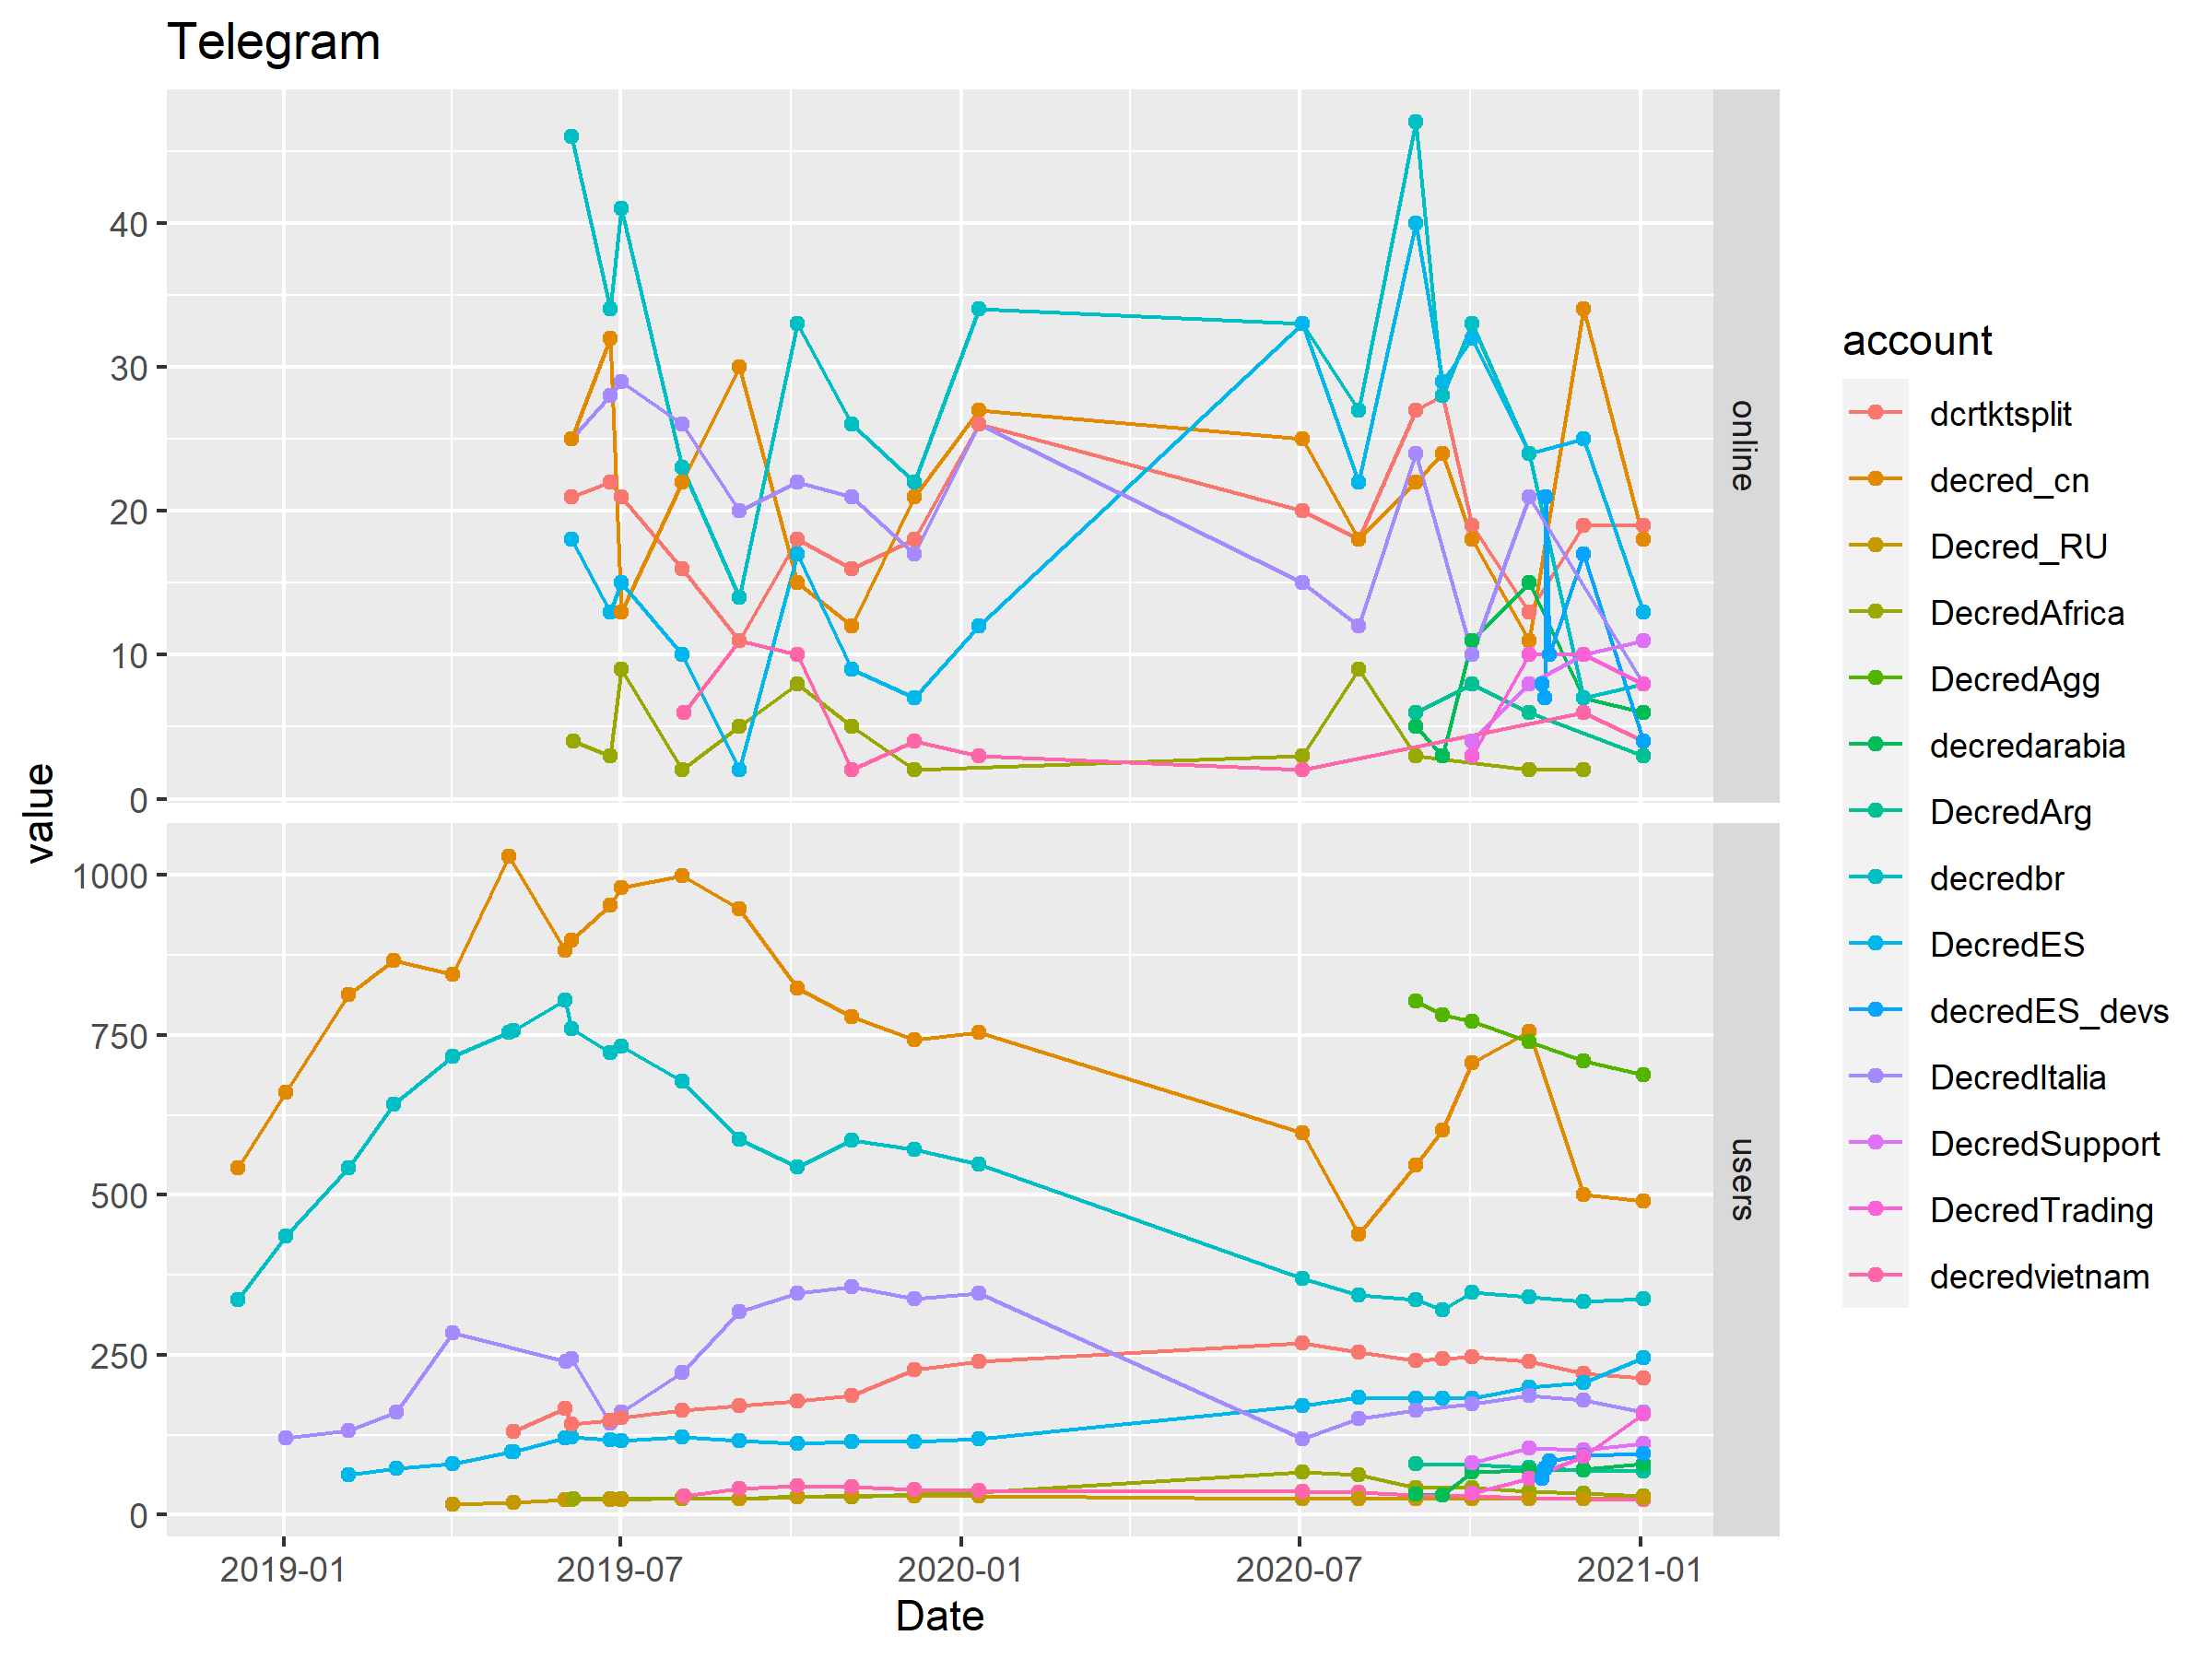 Telegram
value
40
30
20
10
0
online
1000
750
500
250
0
users
2019-01 2019-07 2020-01 2020-07 2021-01
Date
account
dcrtktsplit
decred_cn
Decred_RU
DecredAfrica
DecredAgg
decredarabia
DecredArg
decredbr
DecredES
decredES_devs
DecredItalia
DecredSupport
DecredTrading
decredvietnam